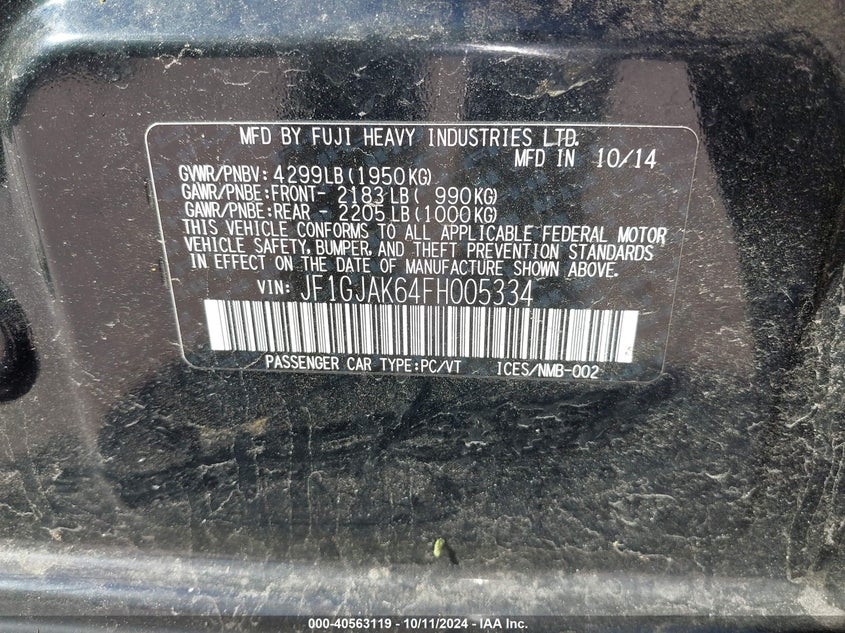 MFD BY FUJI HEAVY INDUSTRIES LTD.
MFD IN 10/14
GVWR/PNBV: 4299LB(1950KG)
GAWR/PNBE:FRONT- 2183LB( 990KG)
GAWR/PNBE:REAR - 2205LB(1000KG)
THIS VEHICLE CONFORMS TO ALL APPLICABLE FEDERAL MOTOR
VEHICLE SAFETY, BUMPER, AND THEFT PREVENTION STANDARDS
IN EFFECT ON THE DATE OF MANUFACTURE SHOWN ABOVE.
VIN: JF1GJAK64FH005334
PASSENGER CAR TYPE:PC/VT ICES/NMB-002
000-40563119 - 10/11/2024 - IAA Inc.